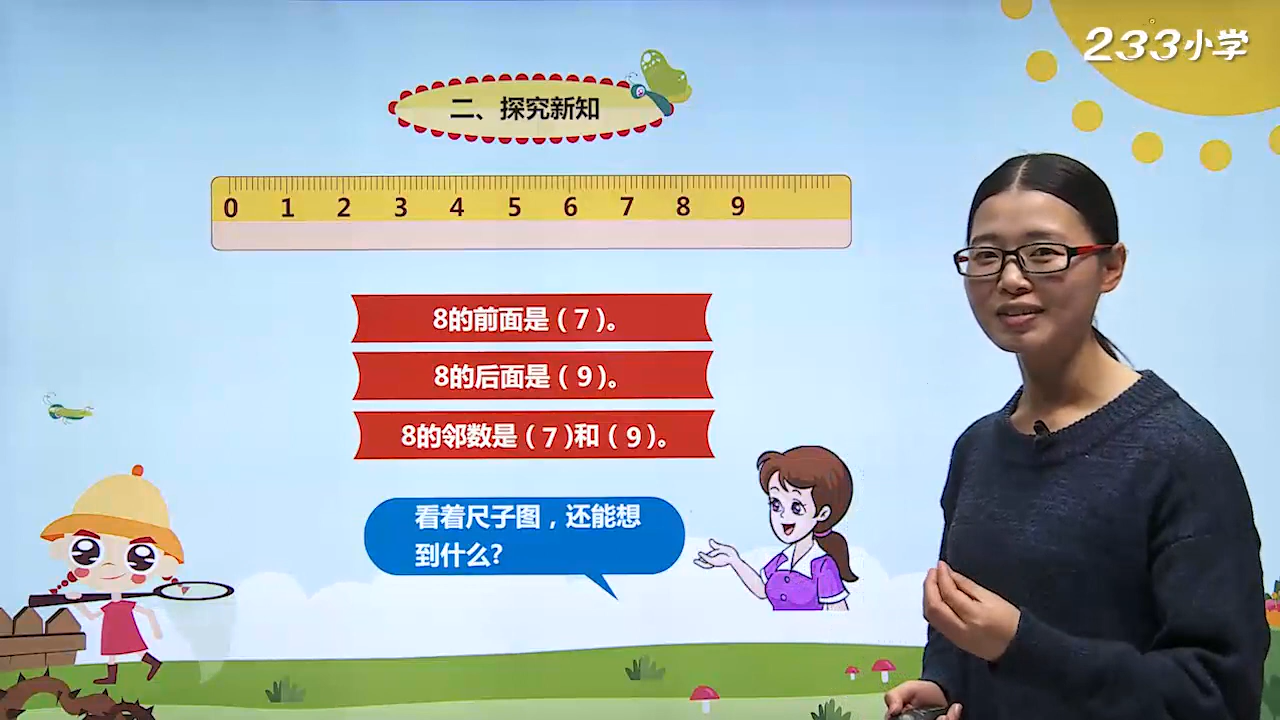 233小学
二、探究新知
0 1 2 3 4 5 6 7 8 9
8的前面是(7)。
8的后面是(9)。
8的邻数是(7)和(9)。
看着尺子图，还能想
到什么?